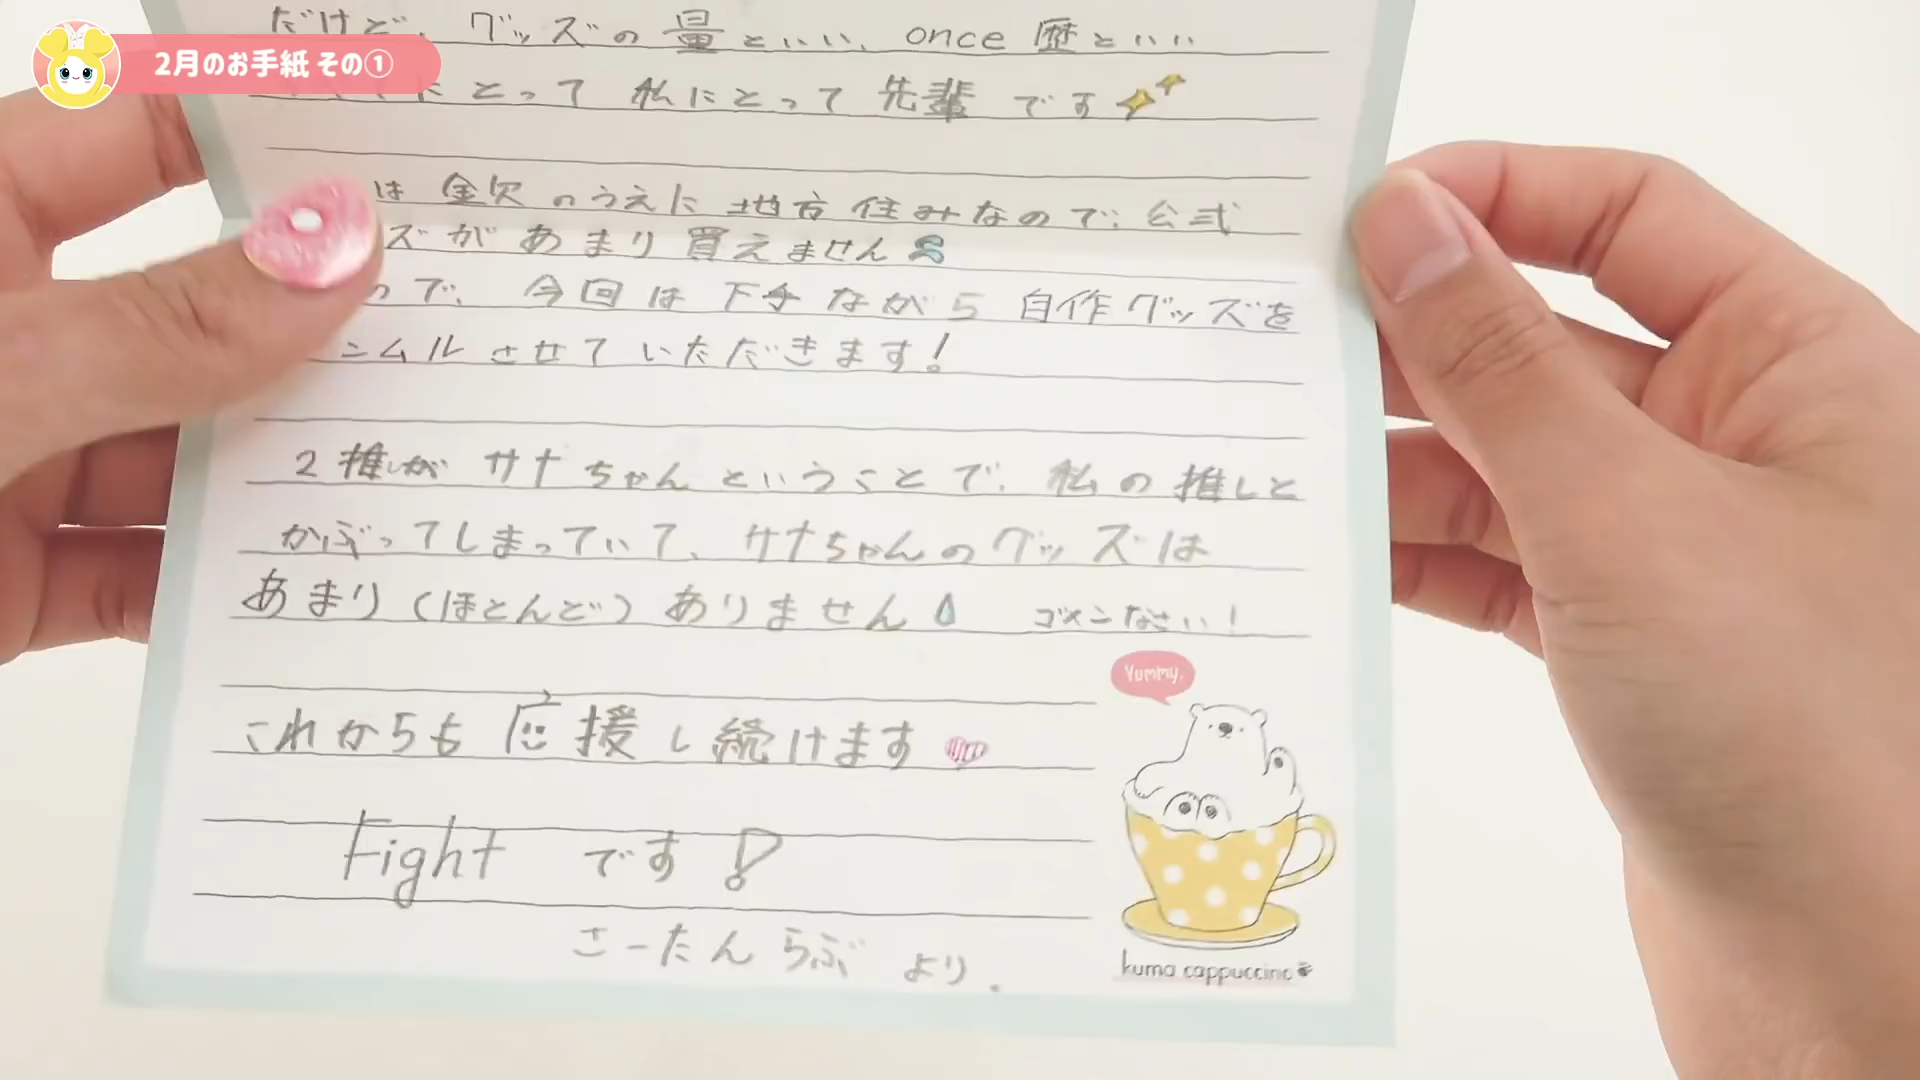 2月のお手紙 その①
だけど、グッズの量といい、once 歴といい
にとって 私にとって 先輩 です
は 金欠 のうえに 地方 住みなので、公式
ズが あまり 買えません
ので、今回は 下手 ながら 自作グッズを
ンムル させて いただきます!
2推しが サナちゃん ということで、私の推しと
かぶってしまっていて、サナちゃんのグッズは
あまり(ほとんど)ありません ゴメンなさい!
これからも 応援し続けます
Fight です!
さーたん らぶ より.
Yummy.
kuma cappuccino